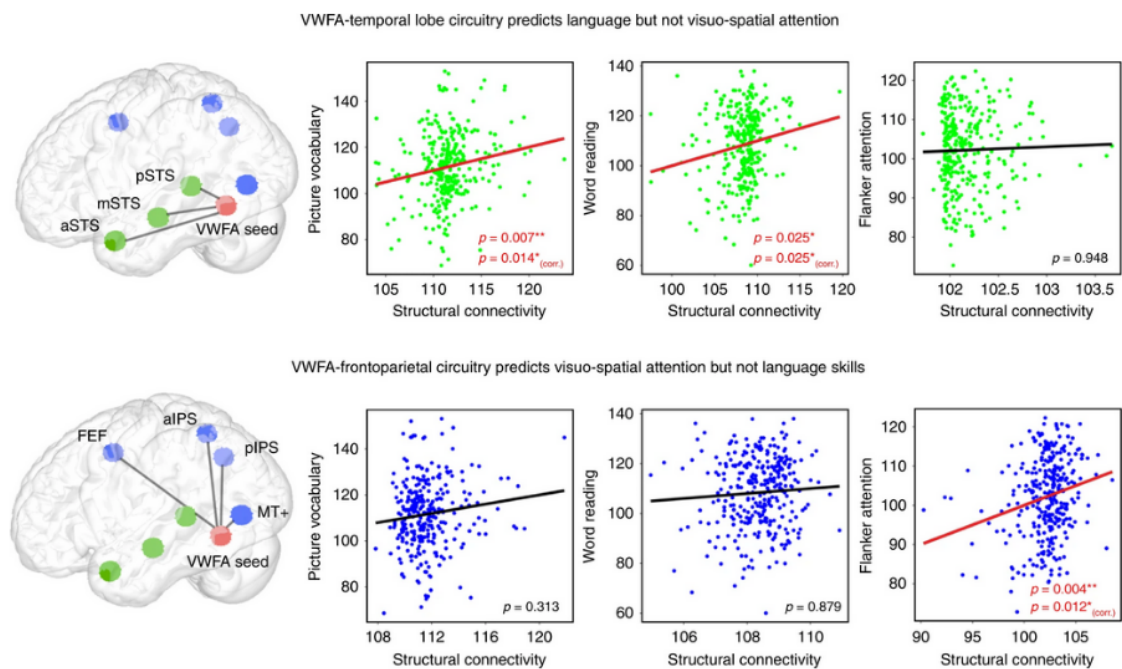 VWFA-temporal lobe circuitry predicts language but not visuo-spatial attention
pSTS
mSTS
aSTS
VWFA seed
Picture vocabulary
140
120
100
80
p = 0.007**
p = 0.014*(corr.)
105 110 115 120
Structural connectivity
Word reading
140
120
100
80
60
p = 0.025*
p = 0.025*(corr.)
100 105 110 115 120
Structural connectivity
Flanker attention
120
110
100
90
80
p = 0.948
102 102.5 103 103.5
Structural connectivity
VWFA-frontoparietal circuitry predicts visuo-spatial attention but not language skills
FEF
aIPS
pIPS
MT+
VWFA seed
Picture vocabulary
140
120
100
80
p = 0.313
108 112 116 120
Structural connectivity
Word reading
140
120
100
80
60
p = 0.879
106 108 110
Structural connectivity
Flanker attention
120
110
100
90
80
p = 0.004**
p = 0.012*(corr.)
90 95 100 105
Structural connectivity